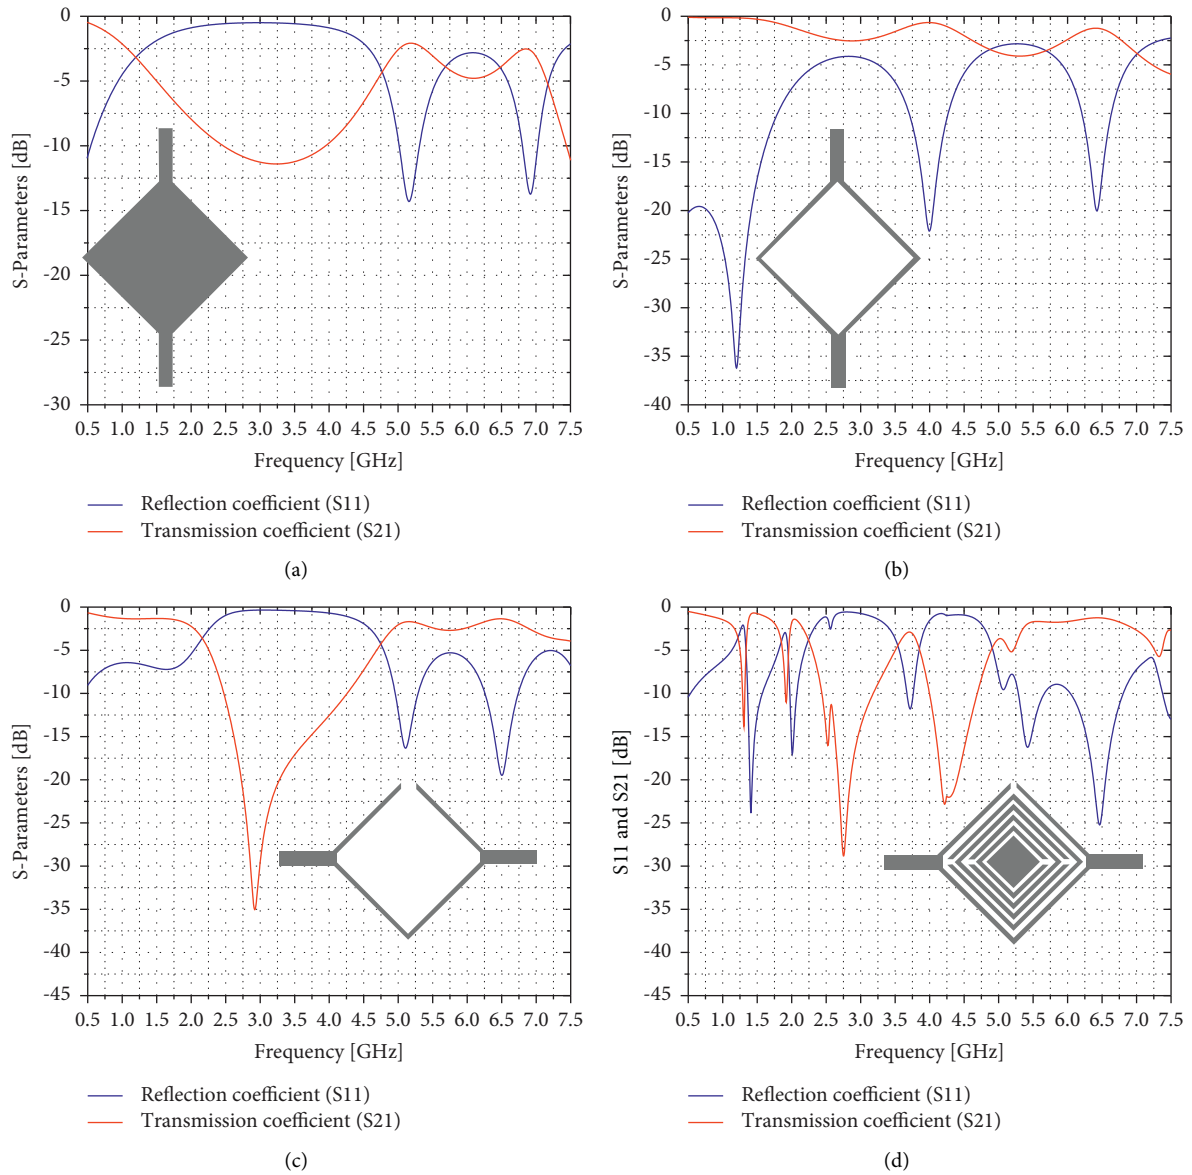 0
-5
-10
-15
-20
-25
-30
S-Parameters [dB]
0.5 1.0 1.5 2.0 2.5 3.0 3.5 4.0 4.5 5.0 5.5 6.0 6.5 7.0 7.5
Frequency [GHz]
Reflection coefficient (S11)
Transmission coefficient (S21)
(a)
0
-5
-10
-15
-20
-25
-30
-35
-40
S-Parameters [dB]
0.5 1.0 1.5 2.0 2.5 3.0 3.5 4.0 4.5 5.0 5.5 6.0 6.5 7.0 7.5
Frequency [GHz]
Reflection coefficient (S11)
Transmission coefficient (S21)
(b)
0
-5
-10
-15
-20
-25
-30
-35
-40
-45
S-Parameters [dB]
0.5 1.0 1.5 2.0 2.5 3.0 3.5 4.0 4.5 5.0 5.5 6.0 6.5 7.0 7.5
Frequency [GHz]
Reflection coefficient (S11)
Transmission coefficient (S21)
(c)
0
-5
-10
-15
-20
-25
-30
-35
-40
-45
S11 and S21 [dB]
0.5 1.0 1.5 2.0 2.5 3.0 3.5 4.0 4.5 5.0 5.5 6.0 6.5 7.0 7.5
Frequency [GHz]
Reflection coefficient (S11)
Transmission coefficient (S21)
(d)